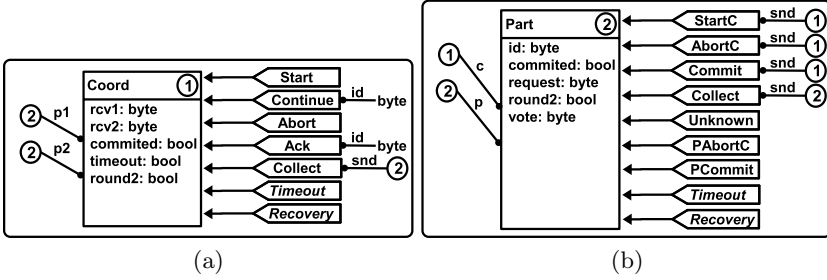 Coord 1
rcv1: byte
rcv2: byte
commited: bool
timeout: bool
round2: bool
2 p1
2 p2
Start
Continue id byte
Abort
Ack id byte
Collect snd 2
Timeout
Recovery
(a)
Part 2
id: byte
commited: bool
request: byte
round2: bool
vote: byte
1 c
2 p
StartC snd 1
AbortC snd 1
Commit snd 1
Collect snd 2
Unknown
PAbortC
PCommit
Timeout
Recovery
(b)